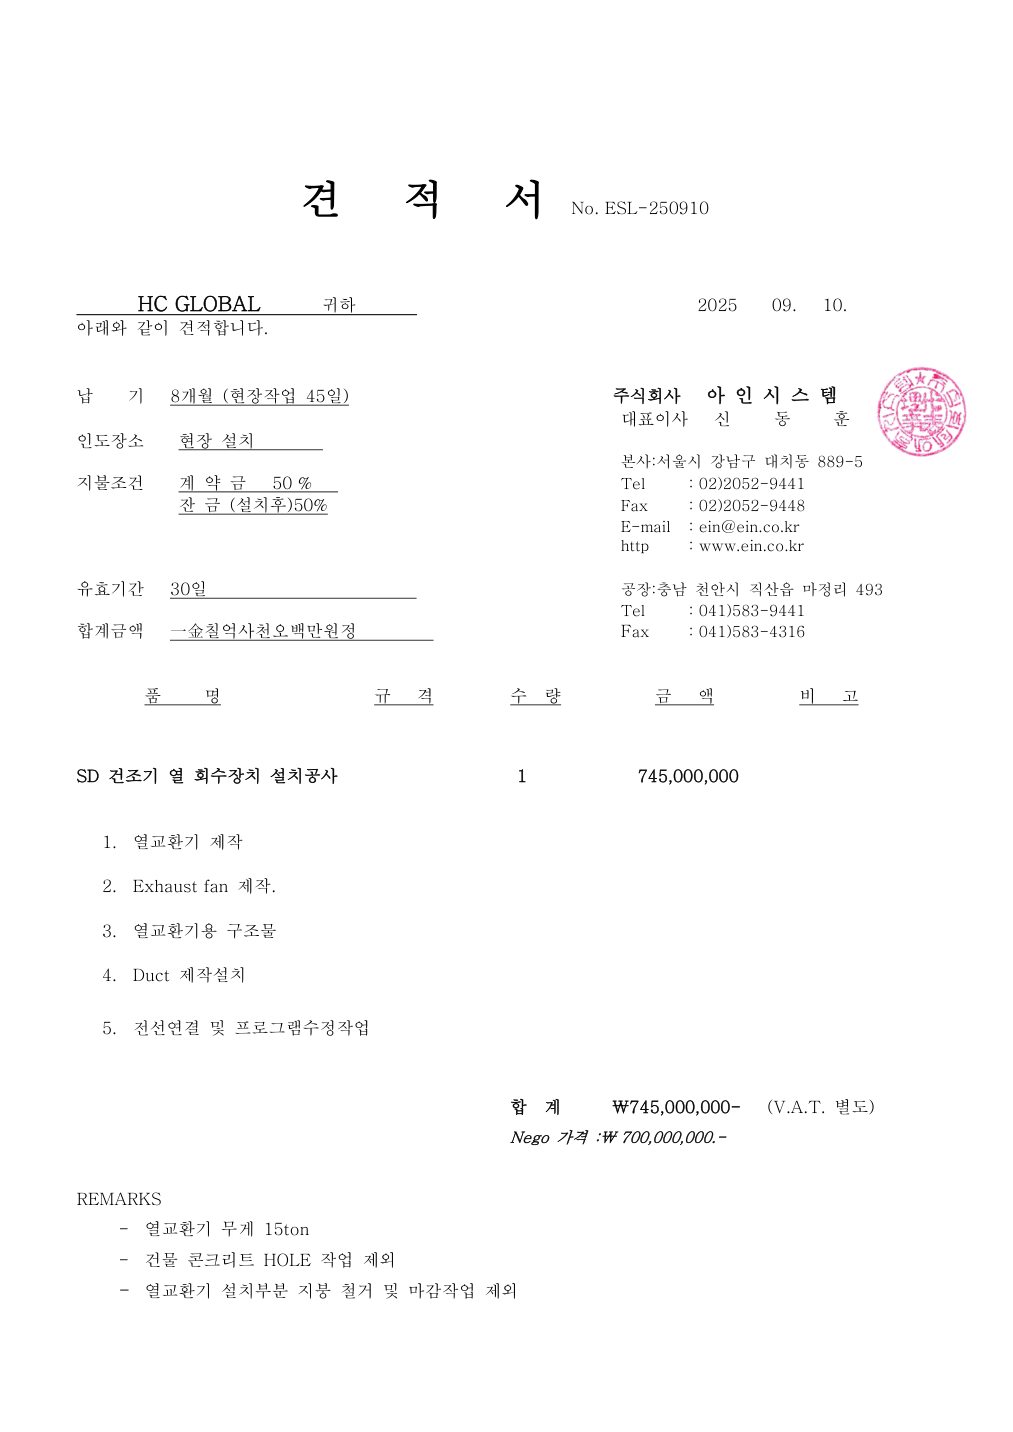 견 적 서 No. ESL-250910
HC GLOBAL 귀하 2025 09. 10.
아래와 같이 견적합니다.
납 기 8개월 (현장작업 45일)
주식회사 아 인 시 스 템
대표이사 신 동 훈
인도장소 현장 설치
본사:서울시 강남구 대치동 889-5
지불조건 계 약 금 50 %
Tel : 02)2052-9441
잔 금 (설치후)50%
Fax : 02)2052-9448
E-mail : ein@ein.co.kr
http : www.ein.co.kr
유효기간 30일
공장:충남 천안시 직산읍 마정리 493
Tel : 041)583-9441
합계금액 一金칠억사천오백만원정
Fax : 041)583-4316
품 명 규 격 수 량 금 액 비 고
SD 건조기 열 회수장치 설치공사 1 745,000,000
1. 열교환기 제작
2. Exhaust fan 제작.
3. 열교환기용 구조물
4. Duct 제작설치
5. 전선연결 및 프로그램수정작업
합 계 ₩745,000,000- (V.A.T. 별도)
Nego 가격 :₩ 700,000,000.-
REMARKS
- 열교환기 무게 15ton
- 건물 콘크리트 HOLE 작업 제외
- 열교환기 설치부분 지붕 철거 및 마감작업 제외